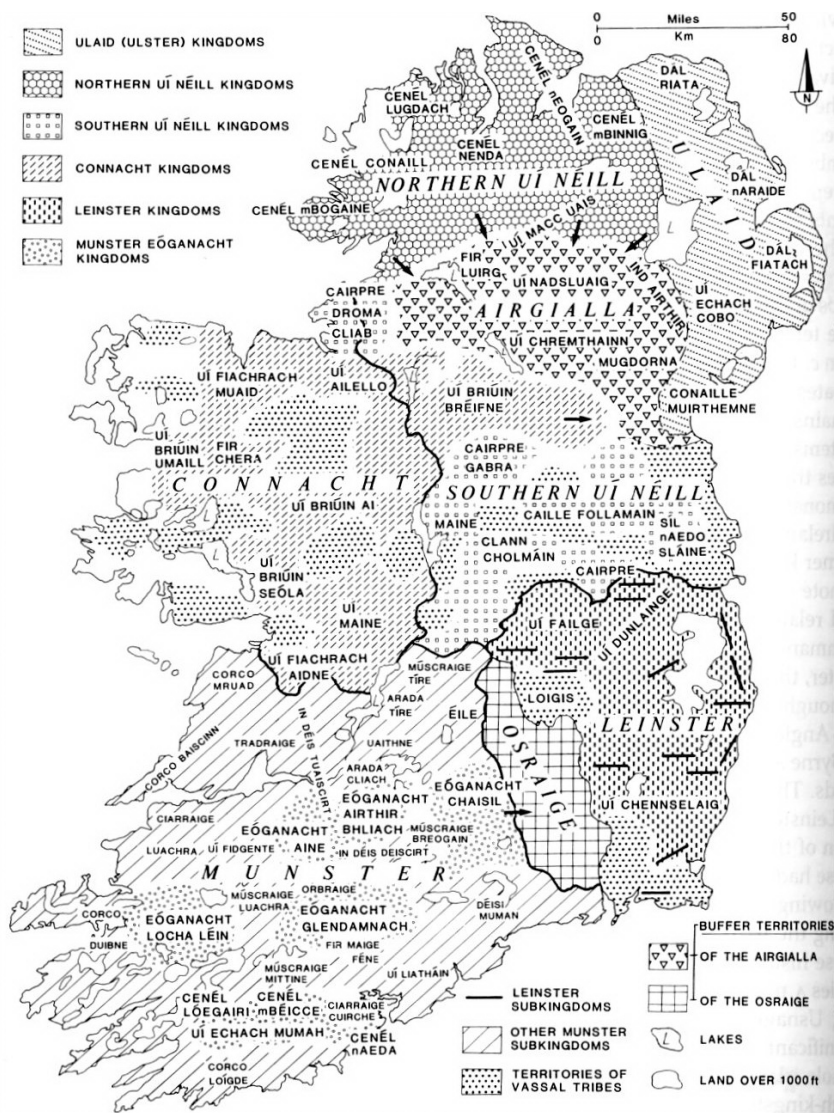 ULAID (ULSTER) KINGDOMS
NORTHERN UÍ NÉILL KINGDOMS
SOUTHERN UÍ NÉILL KINGDOMS
CONNACHT KINGDOMS
LEINSTER KINGDOMS
MUNSTER EÓGANACHT
KINGDOMS
0 Miles 50
0 Km 80
N
CENÉL
LUGDACH
CENÉL nEOGAIN
DÁL
RIATA
CENÉL
mBINNIG
CENÉL CONAILL
CENÉL
NENDA
NORTHERN UÍ NÉILL
ULAID
DÁL
nARAIDE
CENÉL mBOGAINE
L
UÍ MACC UAIS
DÁL
FIATACH
FIR
LUIRG
L
IND AIRTHIR
UÍ NADSLUAIG
UÍ
ECHACH
COBO
CAIRPRE
DROMA
CLIAB
AIRGIALLA
UÍ CHREMTHAINN
MUGDORNA
UÍ FIACHRACH
MUAID
UÍ
AILELLO
UÍ BRIÚIN
BRÉIFNE
CONAILLE
MUIRTHEMNE
UÍ
BRIÚIN
UMAILL
FIR
CHERA
CAIRPRE
GABRA
CONNACHT
SOUTHERN UÍ NÉILL
UÍ BRIÚIN AI
L
MAINE
CAILLE FOLLAMAIN
SÍL
nAEDO
SLÁINE
L
CLANN
CHOLMÁIN
UÍ
BRIÚIN
SEÓLA
CAIRPRE
UÍ
MAINE
UÍ FAILGE
UÍ DUNLAINGE
UÍ FIACHRACH
AIDNE
CORCO
MRUAD
MÚSCRAIGE
TÍRE
LOIGIS
ARADA
TÍRE
ÉILE
OSRAIGE
LEINSTER
IN DÉIS TUAISCIRT
TRADRAIGE
UAITHNE
CORCO BAISCINN
ARADA
CLIACH
EÓGANACHT
CHAISIL
UÍ CHENNSELAIG
EÓGANACHT
AIRTHIR
BHLIACH
CIARRAIGE
LUACHRA
UÍ FIDGENTE
EÓGANACHT
AINE
MÚSCRAIGE
BREOGAIN
IN DÉIS DEISCIRT
MUNSTER
MÚSCRAIGE
LUACHRA
ORBRAIGE
DÉISI
MUMAN
CORCO
DUIBNE
EÓGANACHT
LOCHA LÉIN
EÓGANACHT
GLENDAMNACH
FIR MAIGE
FÉNE
MÚSCRAIGE
MITTINE
UÍ LIATHÁIN
CENÉL
LÓEGAIRI
CENÉL
mBÉICCE
CIARRAIGE
CUIRCHE
UÍ ECHACH MUMAH
CENÉL
nAEDA
CORCO
LOÍGDE
BUFFER TERRITORIES
OF THE AIRGIALLA
OF THE OSRAIGE
LEINSTER
SUBKINGDOMS
OTHER MUNSTER
SUBKINGDOMS
TERRITORIES OF
VASSAL TRIBES
L
LAKES
LAND OVER 1000ft